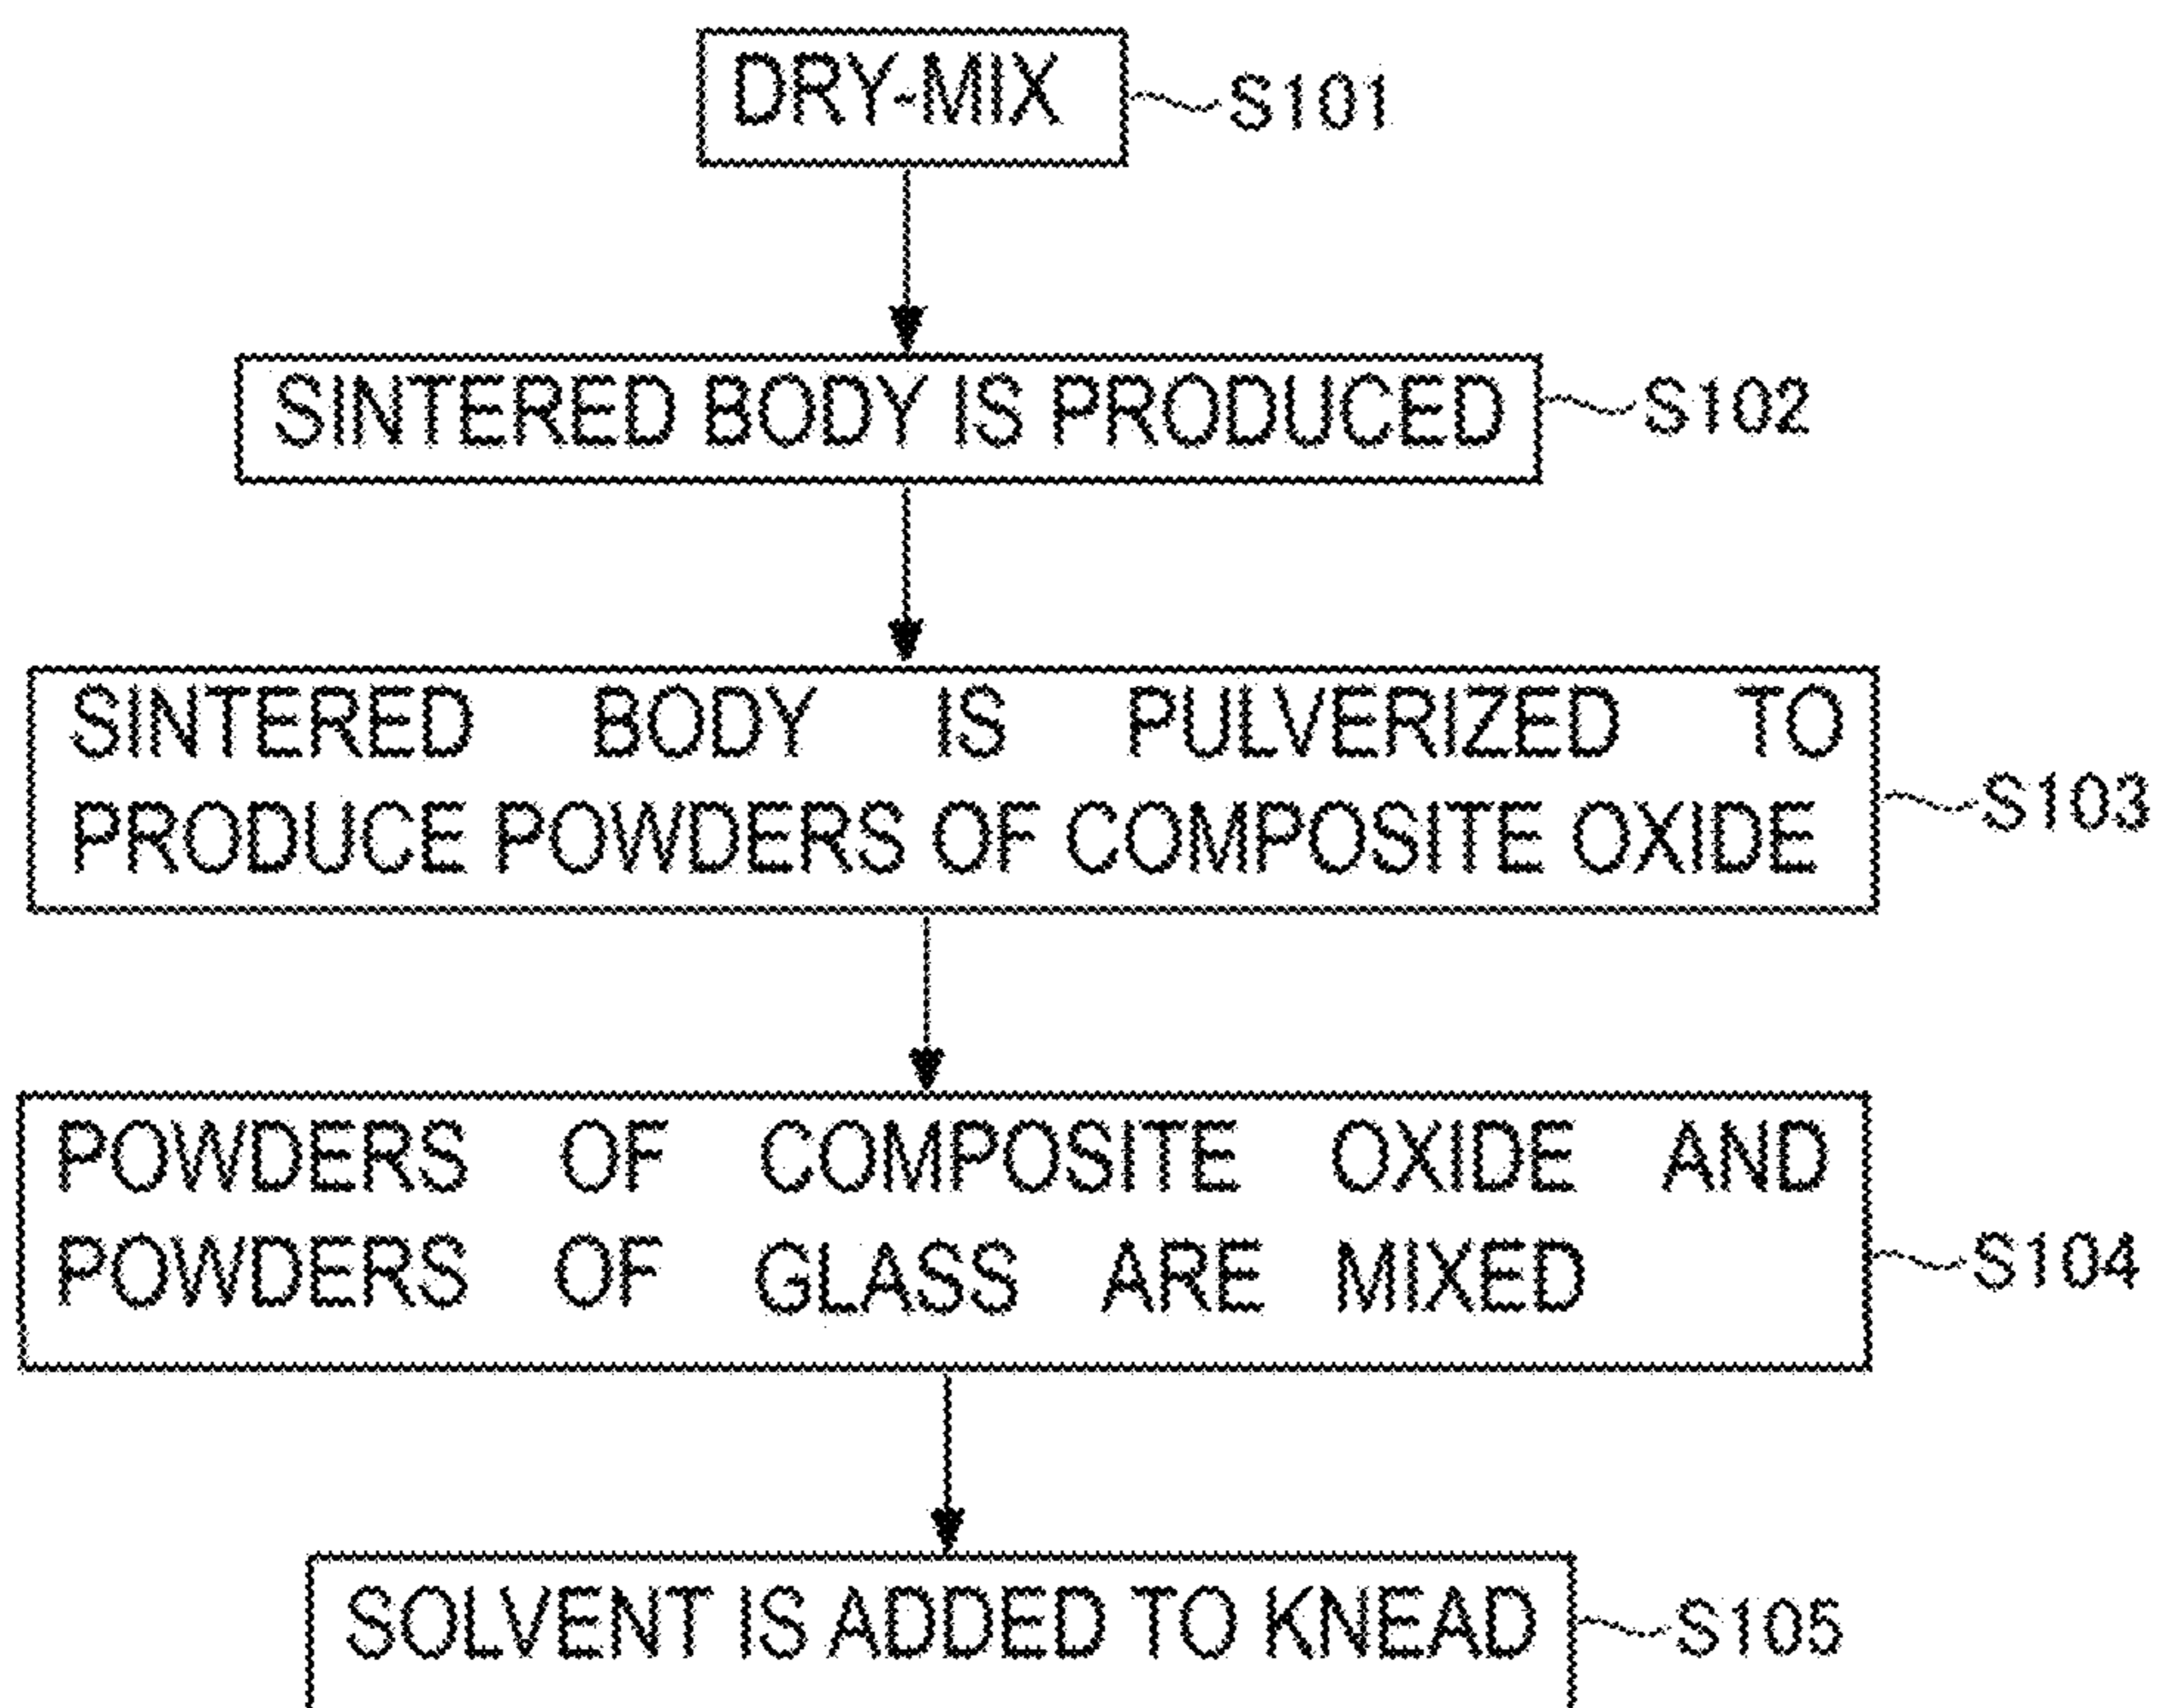 DRY-MIX
S101
SINTERED BODY IS PRODUCED
S102
SINTERED BODY IS PULVERIZED TO
PRODUCE POWDERS OF COMPOSITE OXIDE
S103
POWDERS OF COMPOSITE OXIDE AND
POWDERS OF GLASS ARE MIXED
S104
SOLVENT IS ADDED TO KNEAD
S105